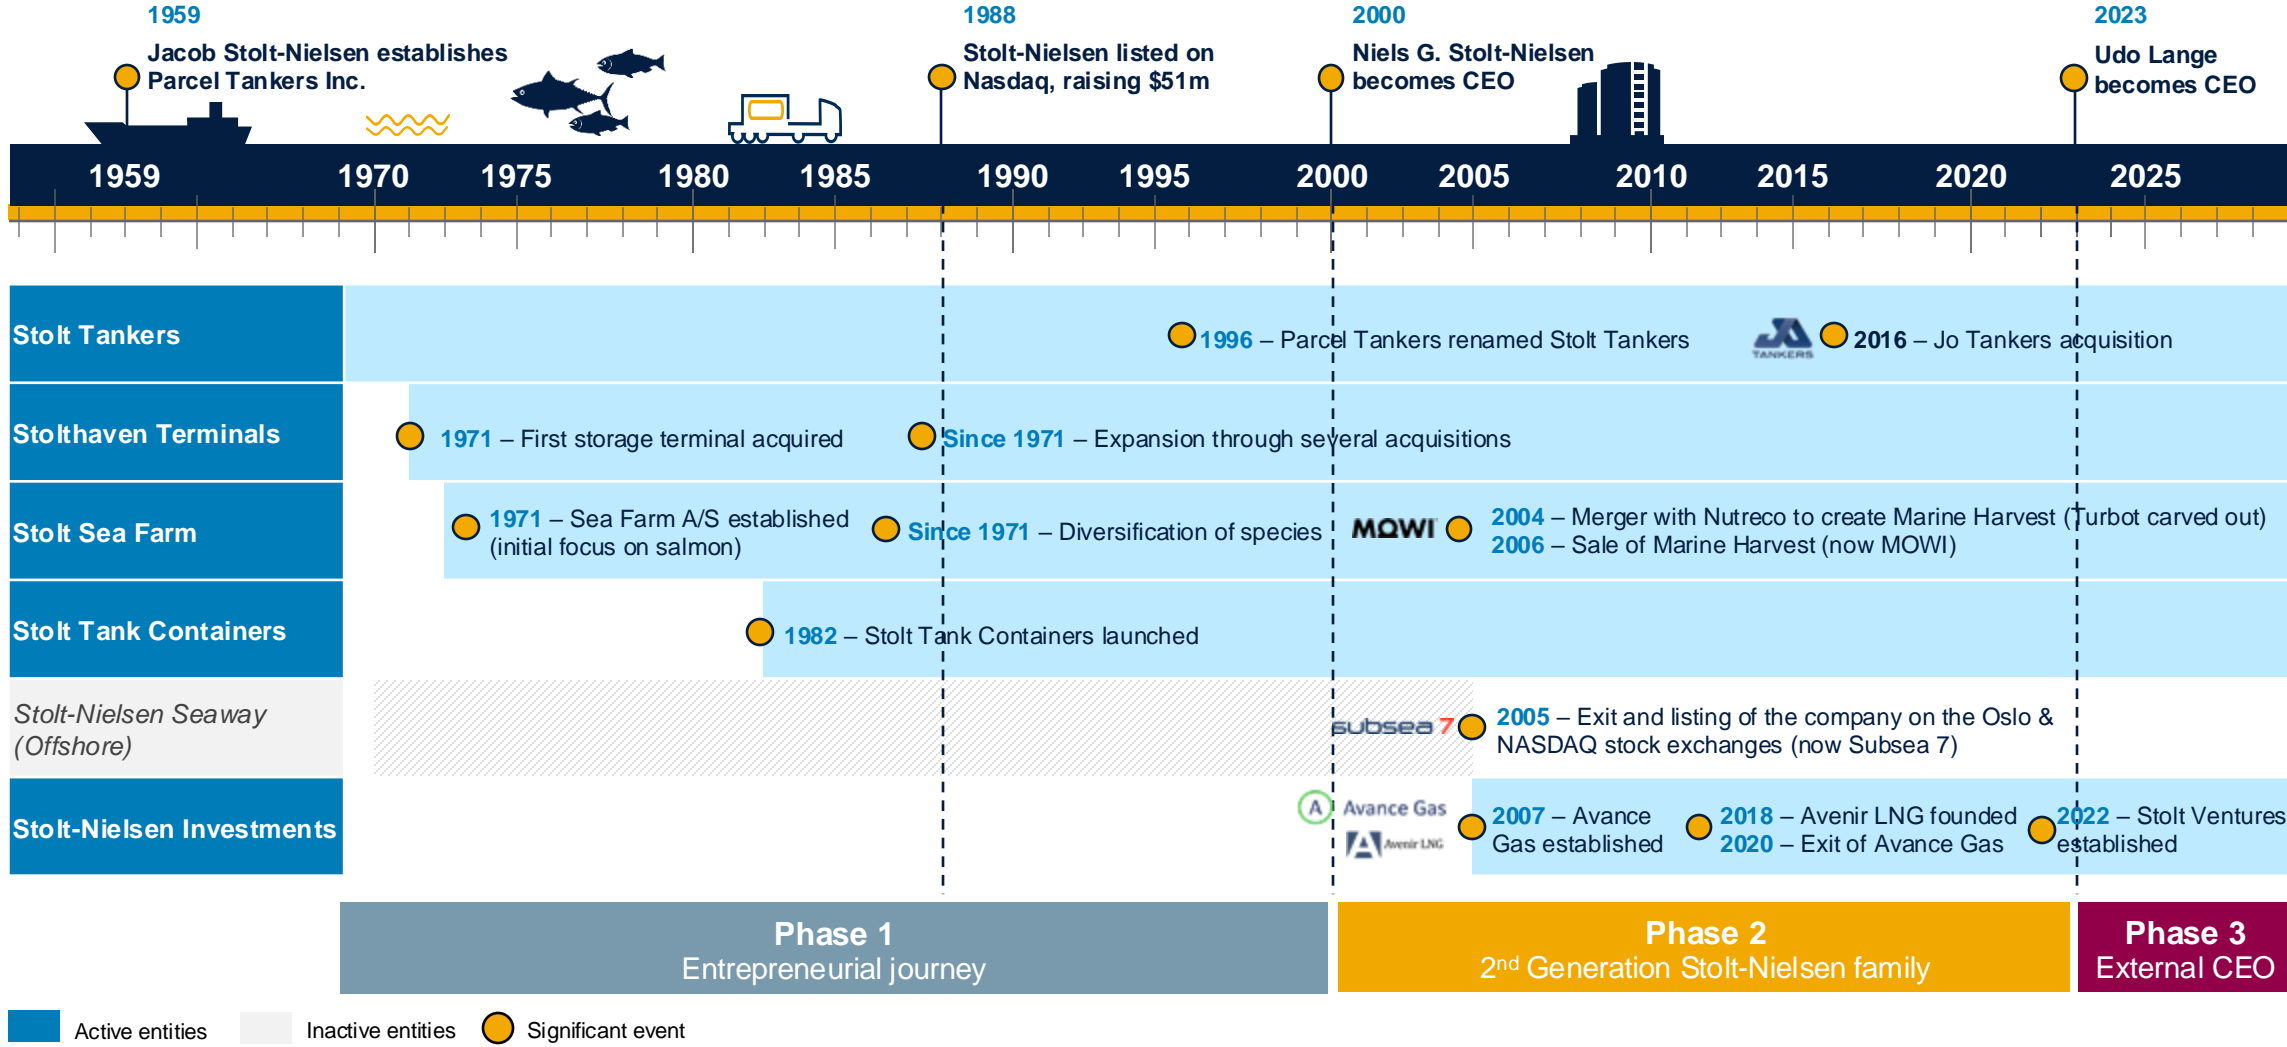 1959
Jacob Stolt-Nielsen establishes
Parcel Tankers Inc.
1988
Stolt-Nielsen listed on
Nasdaq, raising $51m
2000
Niels G. Stolt-Nielsen
becomes CEO
2023
Udo Lange
becomes CEO
1959 1970 1975 1980 1985 1990 1995 2000 2005 2010 2015 2020 2025
Stolt Tankers
1996 – Parcel Tankers renamed Stolt Tankers
JO
TANKERS
2016 – Jo Tankers acquisition
Stolthaven Terminals
1971 – First storage terminal acquired
Since 1971 – Expansion through several acquisitions
Stolt Sea Farm
1971 – Sea Farm A/S established
(initial focus on salmon)
Since 1971 – Diversification of species
MOWI
2004 – Merger with Nutreco to create Marine Harvest (Turbot carved out)
2006 – Sale of Marine Harvest (now MOWI)
Stolt Tank Containers
1982 – Stolt Tank Containers launched
Stolt-Nielsen Seaway
(Offshore)
subsea 7
2005 – Exit and listing of the company on the Oslo &
NASDAQ stock exchanges (now Subsea 7)
Stolt-Nielsen Investments
A Avance Gas
Avenir LNG
2007 – Avance
Gas established
2018 – Avenir LNG founded
2020 – Exit of Avance Gas
2022 – Stolt Ventures
established
Phase 1
Entrepreneurial journey
Phase 2
2nd Generation Stolt-Nielsen family
Phase 3
External CEO
Active entities
Inactive entities
Significant event